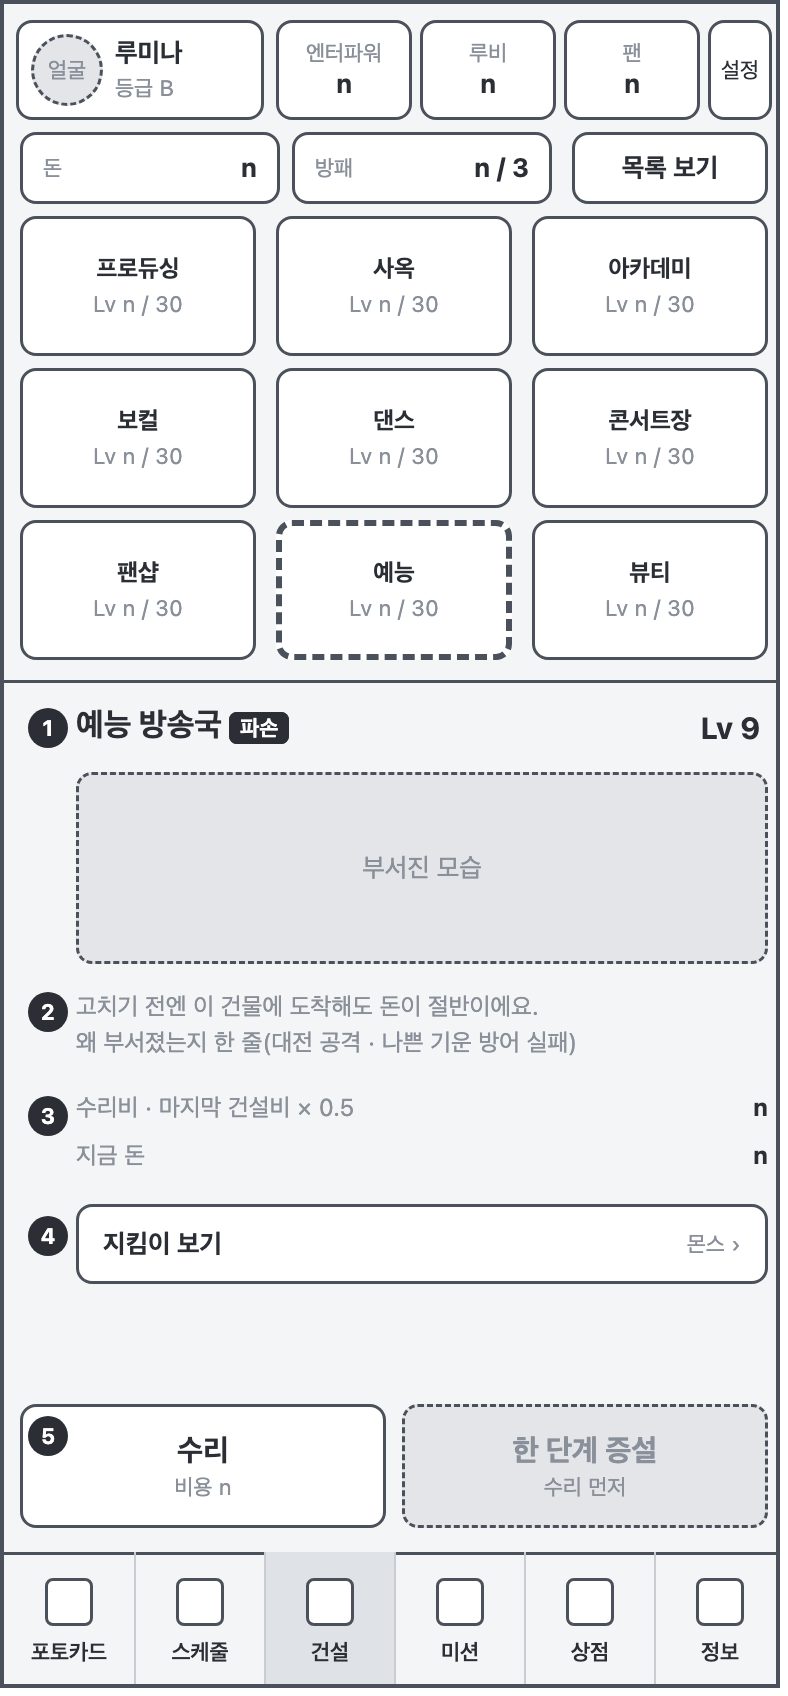 얼굴
루미나
등급 B
엔터파워
n
루비
n
팬
n
설정
돈 n
방패 n / 3
목록 보기
프로듀싱
Lv n / 30
사옥
Lv n / 30
아카데미
Lv n / 30
보컬
Lv n / 30
댄스
Lv n / 30
콘서트장
Lv n / 30
팬샵
Lv n / 30
예능
Lv n / 30
뷰티
Lv n / 30
1 예능 방송국 파손 Lv 9
부서진 모습
2 고치기 전엔 이 건물에 도착해도 돈이 절반이에요.
왜 부서졌는지 한 줄(대전 공격 · 나쁜 기운 방어 실패)
3 수리비 · 마지막 건설비 × 0.5 n
지금 돈 n
4 지킴이 보기 몬스 ›
5 수리
비용 n
한 단계 증설
수리 먼저
포토카드
스케줄
건설
미션
상점
정보